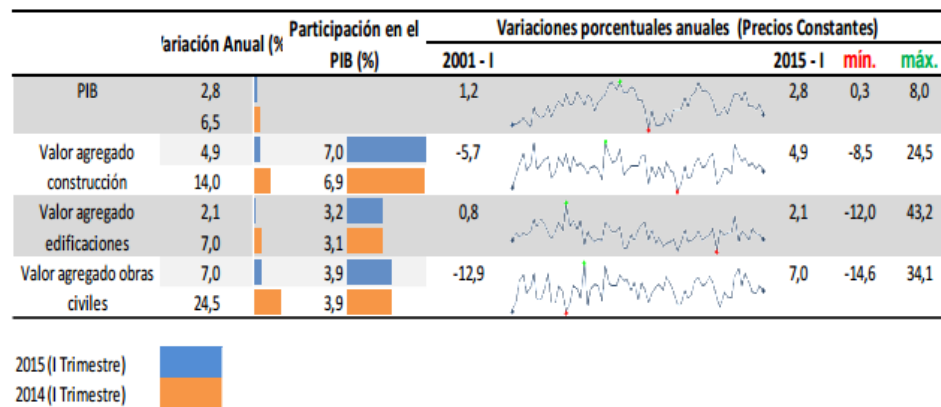 Variaciones porcentuales anuales (Precios Constantes)
ariación Anual (%
Participación en el
PIB (%)
2001 - I
2015 - I
mín.
máx.
PIB
2,8
1,2
2,8
0,3
8,0
6,5
Valor agregado
4,9
7,0
-5,7
4,9
-8,5
24,5
construcción
14,0
6,9
Valor agregado
2,1
3,2
0,8
2,1
-12,0
43,2
edificaciones
7,0
3,1
Valor agregado obras
7,0
3,9
-12,9
7,0
-14,6
34,1
civiles
24,5
3,9
2015 (I Trimestre)
2014 (I Trimestre)